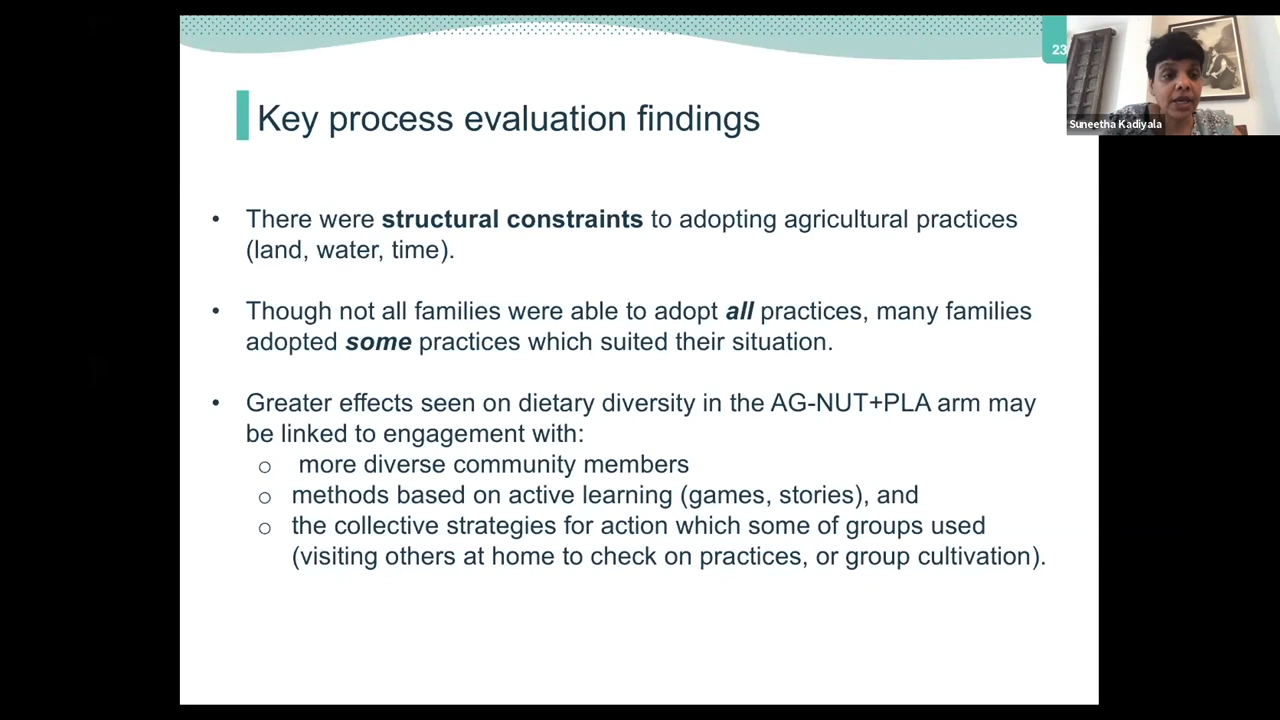 23
Suneetha Kadiyala
Key process evaluation findings
• There were structural constraints to adopting agricultural practices
(land, water, time).
• Though not all families were able to adopt all practices, many families
adopted some practices which suited their situation.
• Greater effects seen on dietary diversity in the AG-NUT+PLA arm may
be linked to engagement with:
o more diverse community members
o methods based on active learning (games, stories), and
o the collective strategies for action which some of groups used
(visiting others at home to check on practices, or group cultivation).